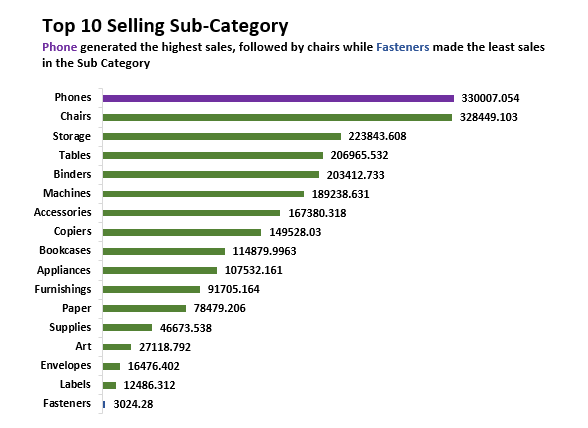 Top 10 Selling Sub-Category
Phone generated the highest sales, followed by chairs while Fasteners made the least sales
in the Sub Category
Phones 330007.054
Chairs 328449.103
Storage 223843.608
Tables 206965.532
Binders 203412.733
Machines 189238.631
Accessories 167380.318
Copiers 149528.03
Bookcases 114879.9963
Appliances 107532.161
Furnishings 91705.164
Paper 78479.206
Supplies 46673.538
Art 27118.792
Envelopes 16476.402
Labels 12486.312
Fasteners 3024.28